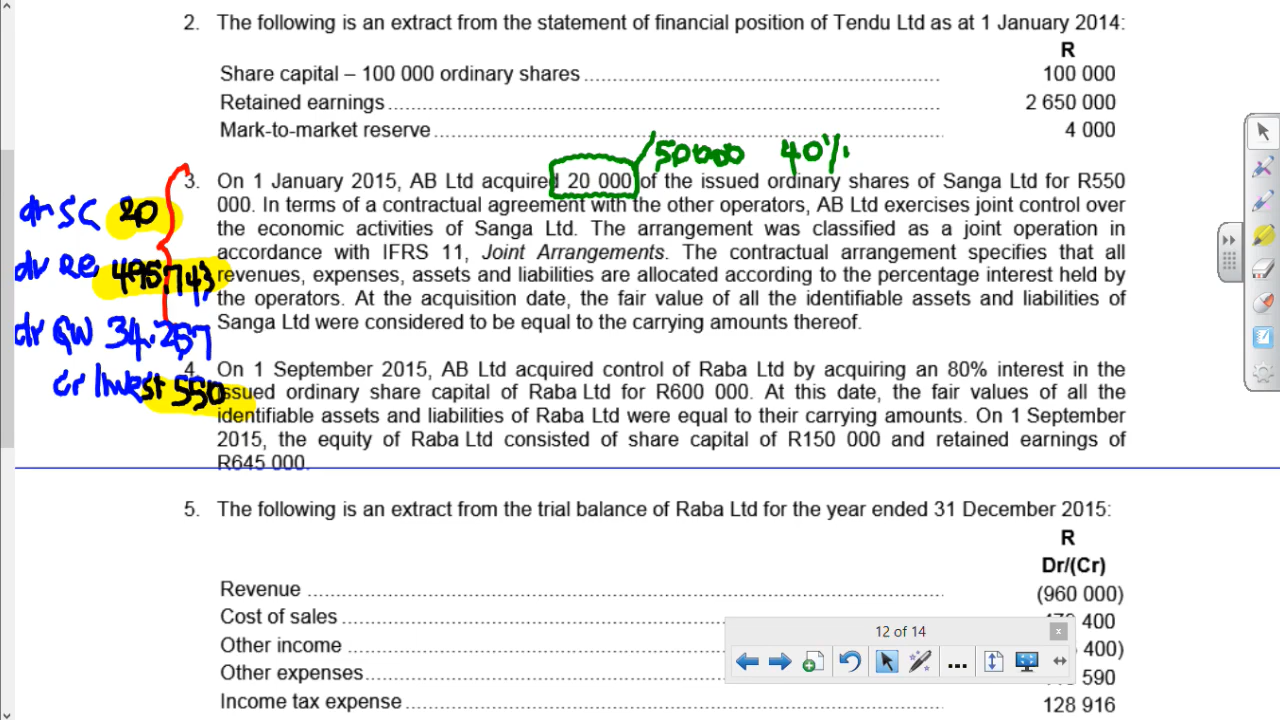 2. The following is an extract from the statement of financial position of Tendu Ltd as at 1 January 2014:
R
Share capital – 100 000 ordinary shares ........ 100 000
Retained earnings ........ 2 650 000
Mark-to-market reserve ........ 4 000
50000 40%
3. On 1 January 2015, AB Ltd acquired 20 000 of the issued ordinary shares of Sanga Ltd for R550
000. In terms of a contractual agreement with the other operators, AB Ltd exercises joint control over
the economic activities of Sanga Ltd. The arrangement was classified as a joint operation in
accordance with IFRS 11, Joint Arrangements. The contractual arrangement specifies that all
revenues, expenses, assets and liabilities are allocated according to the percentage interest held by
the operators. At the acquisition date, the fair value of all the identifiable assets and liabilities of
Sanga Ltd were considered to be equal to the carrying amounts thereof.
dr SC 20
dr Re 495.743
dr GW 34.257
cr Invest 550
4. On 1 September 2015, AB Ltd acquired control of Raba Ltd by acquiring an 80% interest in the
issued ordinary share capital of Raba Ltd for R600 000. At this date, the fair values of all the
identifiable assets and liabilities of Raba Ltd were equal to their carrying amounts. On 1 September
2015, the equity of Raba Ltd consisted of share capital of R150 000 and retained earnings of
R645 000.
5. The following is an extract from the trial balance of Raba Ltd for the year ended 31 December 2015:
R
Dr/(Cr)
Revenue ........ (960 000)
Cost of sales ........ 400
Other income ........ 400)
Other expenses ........ 590
Income tax expense ........ 128 916
12 of 14